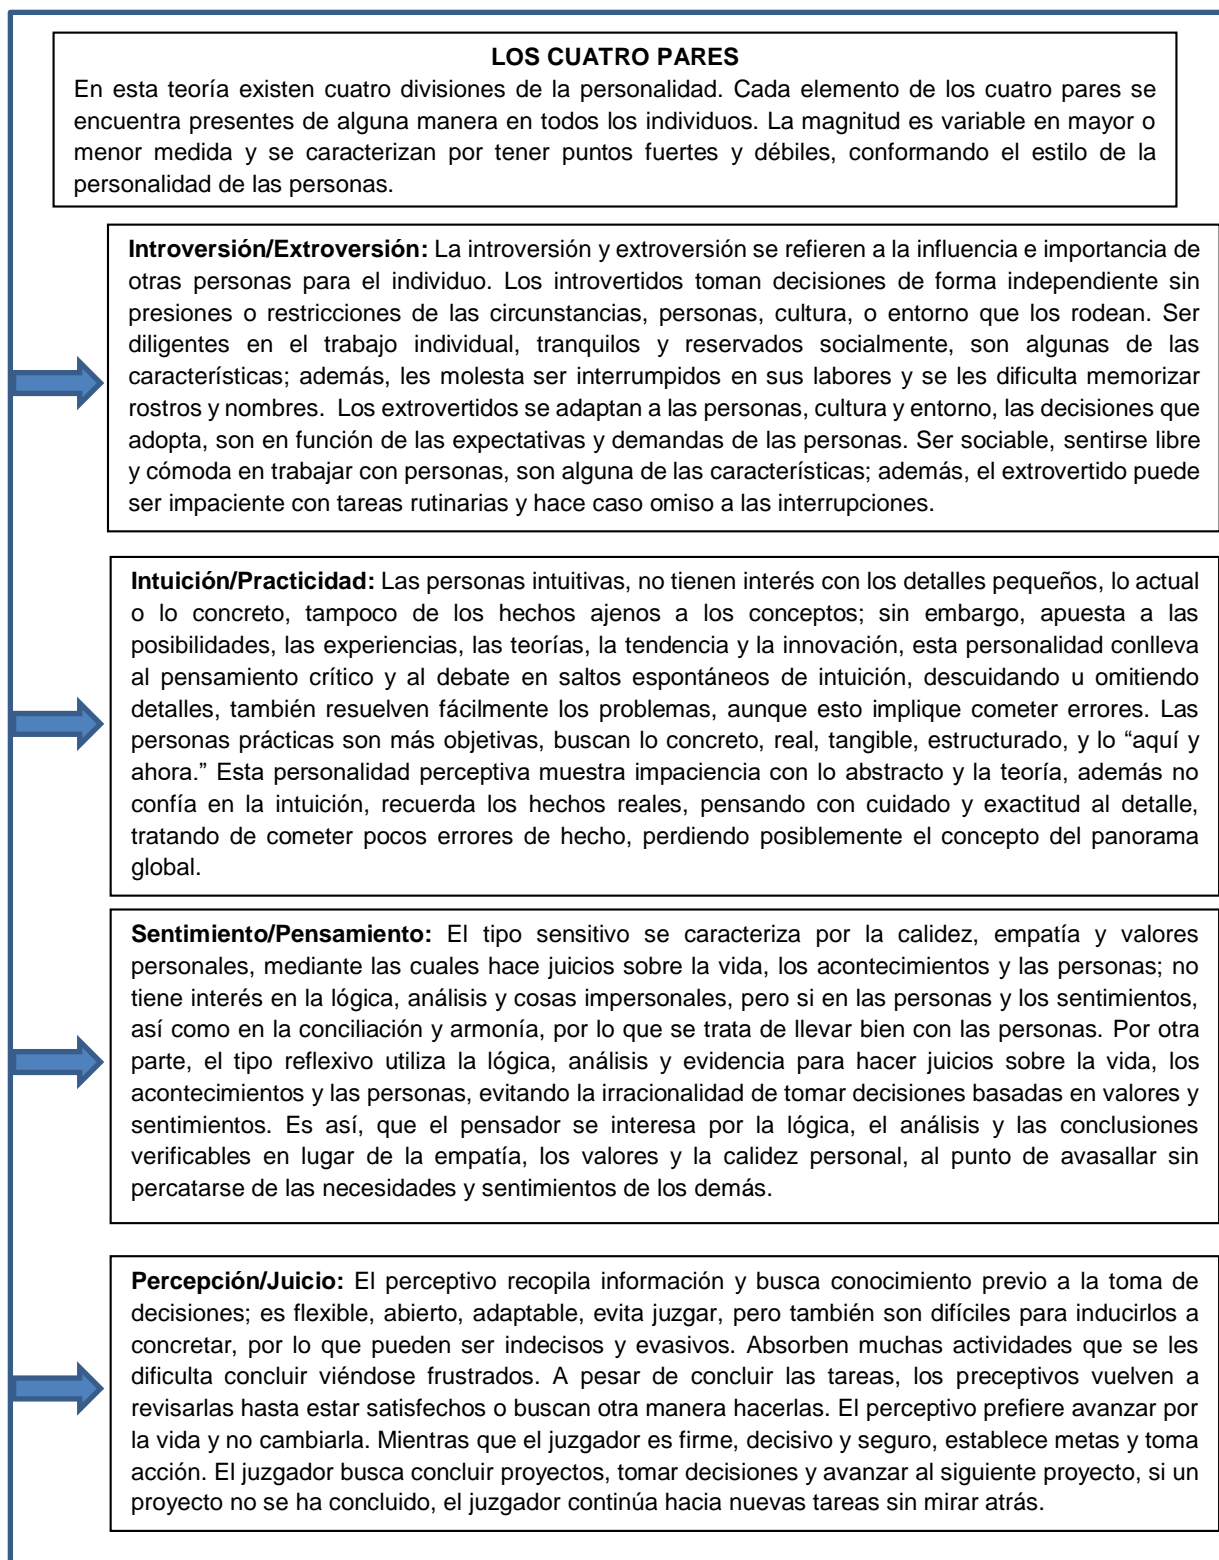 LOS CUATRO PARES
En esta teoría existen cuatro divisiones de la personalidad. Cada elemento de los cuatro pares se
encuentra presentes de alguna manera en todos los individuos. La magnitud es variable en mayor o
menor medida y se caracterizan por tener puntos fuertes y débiles, conformando el estilo de la
personalidad de las personas.
Introversión/Extroversión: La introversión y extroversión se refieren a la influencia e importancia de
otras personas para el individuo. Los introvertidos toman decisiones de forma independiente sin
presiones o restricciones de las circunstancias, personas, cultura, o entorno que los rodean. Ser
diligentes en el trabajo individual, tranquilos y reservados socialmente, son algunas de las
características; además, les molesta ser interrumpidos en sus labores y se les dificulta memorizar
rostros y nombres. Los extrovertidos se adaptan a las personas, cultura y entorno, las decisiones que
adopta, son en función de las expectativas y demandas de las personas. Ser sociable, sentirse libre
y cómoda en trabajar con personas, son alguna de las características; además, el extrovertido puede
ser impaciente con tareas rutinarias y hace caso omiso a las interrupciones.
Intuición/Practicidad: Las personas intuitivas, no tienen interés con los detalles pequeños, lo actual
o lo concreto, tampoco de los hechos ajenos a los conceptos; sin embargo, apuesta a las
posibilidades, las experiencias, las teorías, la tendencia y la innovación, esta personalidad conlleva
al pensamiento crítico y al debate en saltos espontáneos de intuición, descuidando u omitiendo
detalles, también resuelven fácilmente los problemas, aunque esto implique cometer errores. Las
personas prácticas son más objetivas, buscan lo concreto, real, tangible, estructurado, y lo “aquí y
ahora.” Esta personalidad perceptiva muestra impaciencia con lo abstracto y la teoría, además no
confía en la intuición, recuerda los hechos reales, pensando con cuidado y exactitud al detalle,
tratando de cometer pocos errores de hecho, perdiendo posiblemente el concepto del panorama
global.
Sentimiento/Pensamiento: El tipo sensitivo se caracteriza por la calidez, empatía y valores
personales, mediante las cuales hace juicios sobre la vida, los acontecimientos y las personas; no
tiene interés en la lógica, análisis y cosas impersonales, pero si en las personas y los sentimientos,
así como en la conciliación y armonía, por lo que se trata de llevar bien con las personas. Por otra
parte, el tipo reflexivo utiliza la lógica, análisis y evidencia para hacer juicios sobre la vida, los
acontecimientos y las personas, evitando la irracionalidad de tomar decisiones basadas en valores y
sentimientos. Es así, que el pensador se interesa por la lógica, el análisis y las conclusiones
verificables en lugar de la empatía, los valores y la calidez personal, al punto de avasallar sin
percatarse de las necesidades y sentimientos de los demás.
Percepción/Juicio: El perceptivo recopila información y busca conocimiento previo a la toma de
decisiones; es flexible, abierto, adaptable, evita juzgar, pero también son difíciles para inducirlos a
concretar, por lo que pueden ser indecisos y evasivos. Absorben muchas actividades que se les
dificulta concluir viéndose frustrados. A pesar de concluir las tareas, los preceptivos vuelven a
revisarlas hasta estar satisfechos o buscan otra manera hacerlas. El perceptivo prefiere avanzar por
la vida y no cambiarla. Mientras que el juzgador es firme, decisivo y seguro, establece metas y toma
acción. El juzgador busca concluir proyectos, tomar decisiones y avanzar al siguiente proyecto, si un
proyecto no se ha concluido, el juzgador continúa hacia nuevas tareas sin mirar atrás.